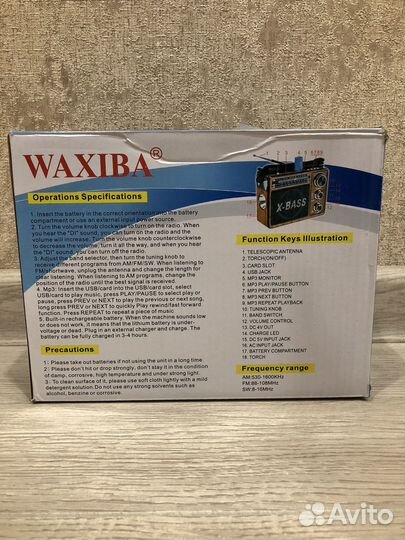 WAXIBA®
Operations Specifications
1. Insert the battery in the correct orientation into the battery
compartment or use an external input power source.
2. Turn the volume knob clockwise to turn on the radio. When
you hear the "DI" sound, you can turn on the radio and the
volume will increase. Turn the volume knob counterclockwise
to decrease the volume, turn it all the way, and when you hear
the "DI" sound, you can turn off the radio.
3. Adjust the band selector, then turn the tuning knob to
receive different programs from AM/FM/SW. When listening to
FM/shortwave, unplug the antenna and change the length for
clear listening. When listening to AM programs, change the
position of the radio until the best signal is received.
4. Mp3: Insert the USB/card into the USB/card slot, select
USB/card to play music, press PLAY/PAUSE to select play or
pause, press PREV or NEXT to play the previous or next song,
long press PREV or NEXT to quickly Play rewind/fast forward
function. Press REPEAT to repeat a piece of music
5. Built-in rechargeable battery. When the machine sounds low
or does not work, it means that the lithium battery is under-
voltage or dead. Plug in an external charger and charge. The
battery can be fully charged in 3-4 hours.
Precautions
1: Please take out batteries if not using the unit in a long time
2: Please don't hit or drop strongly, don't stay it in the condition
of damp, corrosive, high temperature and under strong light.
3: To clean surface of it, please use soft cloth lightly with a mild
detergent solution. Do not use any strong solvents such as
alcohol, benzine or corrosive.
1 2 3 4 5 6 7 8 9
X-BASS
Function Keys Illustration
1. TELESCOPIC ANTENNA
2. TORCH(ON/OFF)
3. CARD SLOT
4. USB JACK
5. MP3 MONITOR
6. MP3 PLAY/PAUSE BUTTON
7. MP3 PREV BUTTON
8. MP3 NEXT BUTTON
9. MP3 REPEAT PLAYBACK
10. TUNING KNOB
11. BAND SWITCH
12. VOLUME CONTROL
13. DC 4V OUT
14. CHARGE LED
15. DC 5V INPUT JACK
16. AC INPUT JACK
17. BATTERY COMPARTMENT
18. TORCH
Frequency range
AM:530-1600KHz
FM:88-108MHz
SW:8-16MHz
Avito